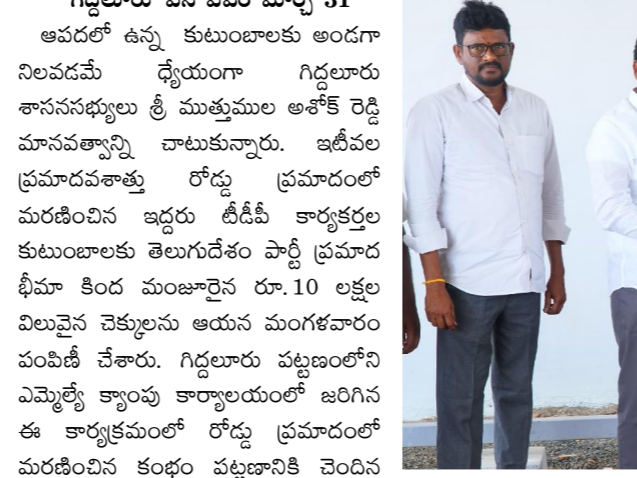 గిద్దలూరు
మార్చి 31
ఆపదలో ఉన్న కుటుంబాలకు అండగా
నిలవడమే ధ్యేయంగా గిద్దలూరు
శాసనసభ్యులు శ్రీ ముత్తుముల అశోక్ రెడ్డి
మానవత్వాన్ని చాటుకున్నారు. ఇటీవల
ప్రమాదవశాత్తు రోడ్డు ప్రమాదంలో
మరణించిన ఇద్దరు టీడీపీ కార్యకర్తల
కుటుంబాలకు తెలుగుదేశం పార్టీ ప్రమాద
భీమా కింద మంజూరైన రూ.10 లక్షల
విలువైన చెక్కులను ఆయన మంగళవారం
పంపిణీ చేశారు. గిద్దలూరు పట్టణంలోని
ఎమ్మెల్యే క్యాంపు కార్యాలయంలో జరిగిన
ఈ కార్యక్రమంలో రోడ్డు ప్రమాదంలో
మరణించిన కంభం పట్టణానికి చెందిన